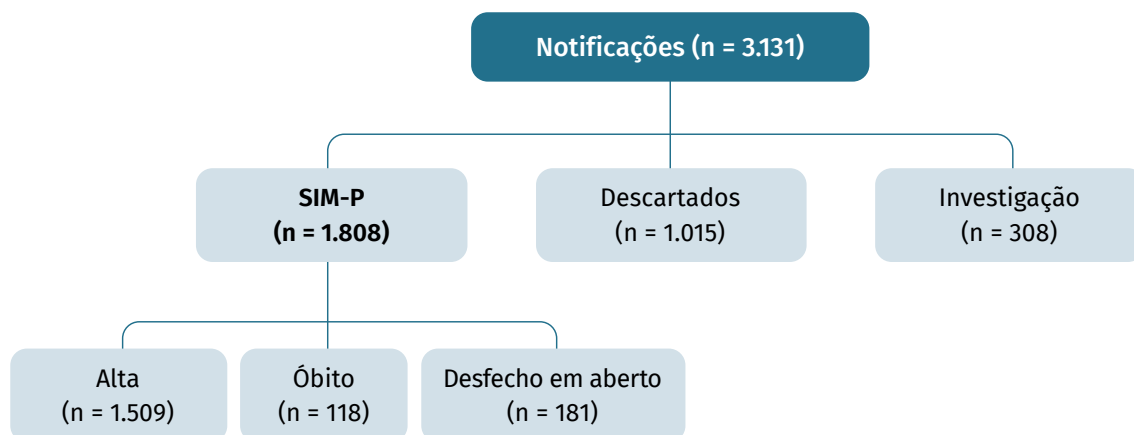 Notificações (n = 3.131)
SIM-P
(n = 1.808)
Descartados
(n = 1.015)
Investigação
(n = 308)
Alta
(n = 1.509)
Óbito
(n = 118)
Desfecho em aberto
(n = 181)